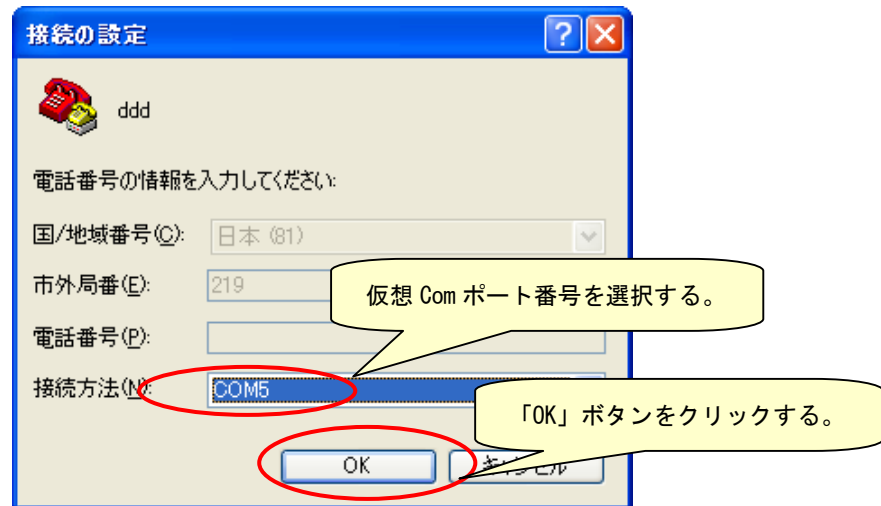 接続の設定
ddd
電話番号の情報を入力してください:
国/地域番号(C): 日本 (81)
市外局番(E): 219
仮想 Com ポート番号を選択する。
電話番号(P):
接続方法(N): COM5
「OK」ボタンをクリックする。
OK